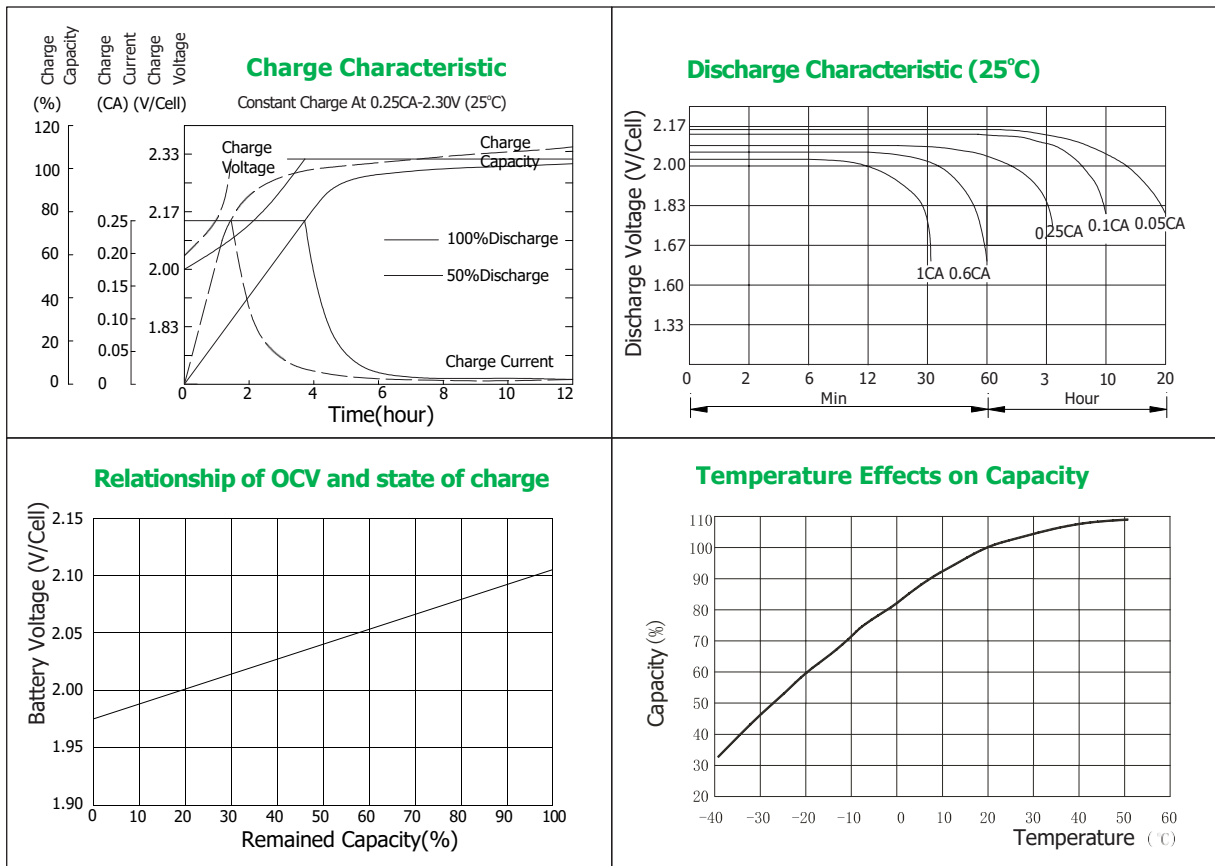 Charge Capacity
Charge Current
Charge Voltage
(%) (CA) (V/Cell)
Charge Characteristic
Constant Charge At 0.25CA-2.30V (25°C)
120
100
80
60
40
20
0
0.25
0.20
0.15
0.10
0.05
0
2.33
2.17
2.00
1.83
Charge Voltage
Charge Capacity
100%Discharge
50%Discharge
Charge Current
0 2 4 6 8 10 12
Time(hour)
Discharge Characteristic (25°C)
Discharge Voltage (V/Cell)
2.17
2.00
1.83
1.67
1.60
1.33
1CA 0.6CA 0.25CA 0.1CA 0.05CA
0 2 6 12 30 60 3 10 20
Min Hour
Relationship of OCV and state of charge
Battery Voltage (V/Cell)
2.15
2.10
2.05
2.00
1.95
1.90
0 10 20 30 40 50 60 70 80 90 100
Remained Capacity(%)
Temperature Effects on Capacity
Capacity (%)
110
100
90
80
70
60
50
40
30
20
-40 -30 -20 -10 0 10 20 30 40 50 60
Temperature (℃)